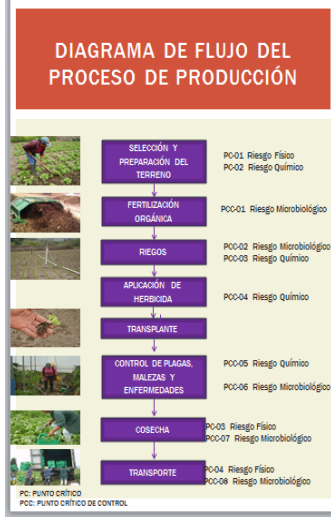 DIAGRAMA DE FLUJO DEL
PROCESO DE PRODUCCIÓN
SELECCIÓN Y
PREPARACIÓN DEL
TERRENO
PC-01 Riesgo Físico
PC-02 Riesgo Químico
FERTILIZACIÓN
ORGÁNICA
PCC-01 Riesgo Microbiológico
RIEGOS
PCC-02 Riesgo Microbiológico
PCC-03 Riesgo Químico
APLICACIÓN DE
HERBICIDA
PCC-04 Riesgo Químico
TRANSPLANTE
CONTROL DE PLAGAS,
MALEZAS Y
ENFERMEDADES
PCC-05 Riesgo Químico
PCC-06 Riesgo Microbiológico
COSECHA
PC-03 Riesgo Físico
PCC-07 Riesgo Microbiológico
TRANSPORTE
PC-04 Riesgo Físico
PCC-08 Riesgo Microbiológico
PC: PUNTO CRÍTICO
PCC: PUNTO CRÍTICO DE CONTROL